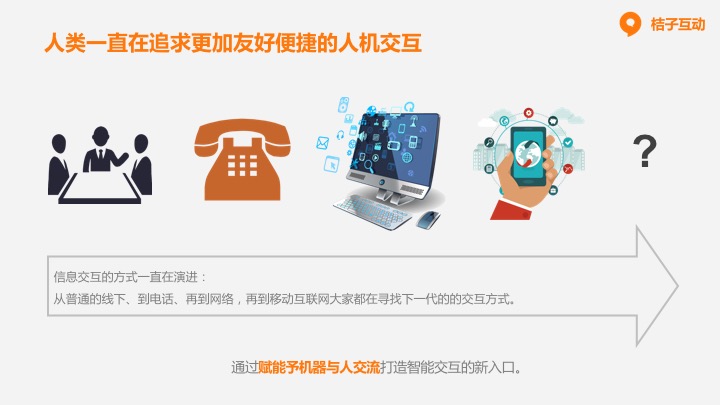 桔子互动
人类一直在追求更加友好便捷的人机交互
?
信息交互的方式一直在演进：
从普通的线下、到电话、再到网络，再到移动互联网大家都在寻找下一代的的交互方式。
通过赋能予机器与人交流打造智能交互的新入口。